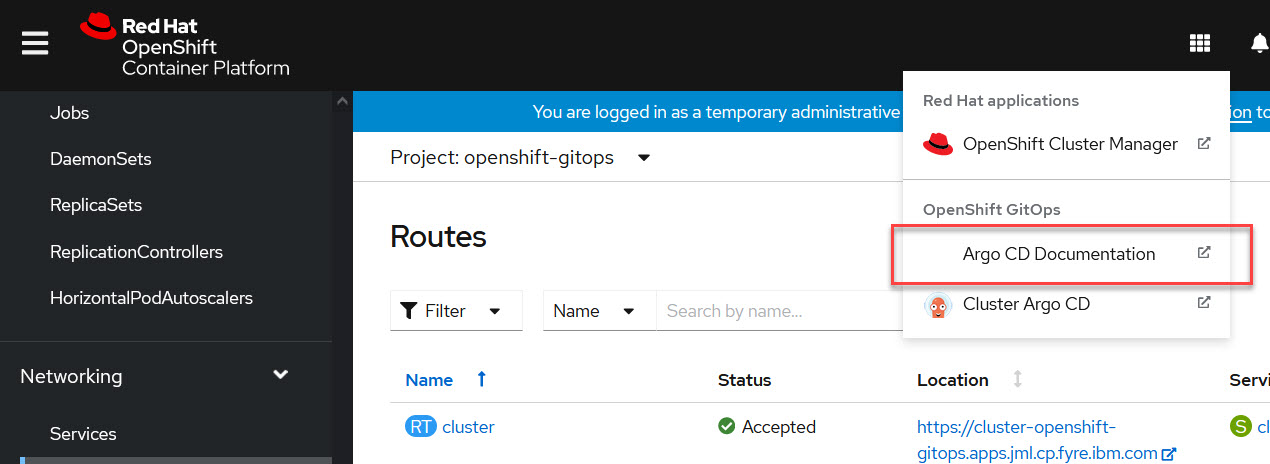 Red Hat
OpenShift
Container Platform
Jobs
DaemonSets
ReplicaSets
ReplicationControllers
HorizontalPodAutoscalers
Networking
Services
You are logged in as a temporary administrative
ion to
Project: openshift-gitops
Routes
Filter
Name
Search by name...
Name
Status
Location
Servi
RT cluster
Accepted
https://cluster-openshift-
gitops.apps.jml.cp.fyre.ibm.com
S cl
Red Hat applications
OpenShift Cluster Manager
OpenShift GitOps
Argo CD Documentation
Cluster Argo CD